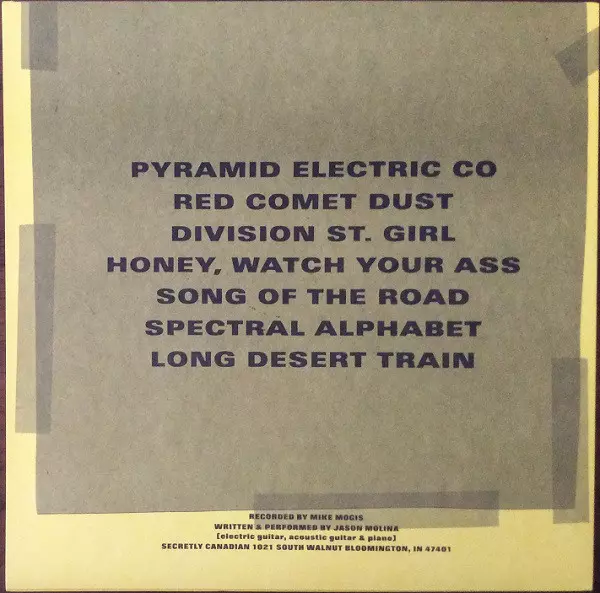 PYRAMID ELECTRIC CO
RED COMET DUST
DIVISION ST. GIRL
HONEY, WATCH YOUR ASS
SONG OF THE ROAD
SPECTRAL ALPHABET
LONG DESERT TRAIN
RECORDED BY MIKE MOGIS
WRITTEN & PERFORMED BY JASON MOLINA
[electric guitar, acoustic guitar & piano]
SECRETLY CANADIAN 1021 SOUTH WALNUT BLOOMINGTON, IN 47401